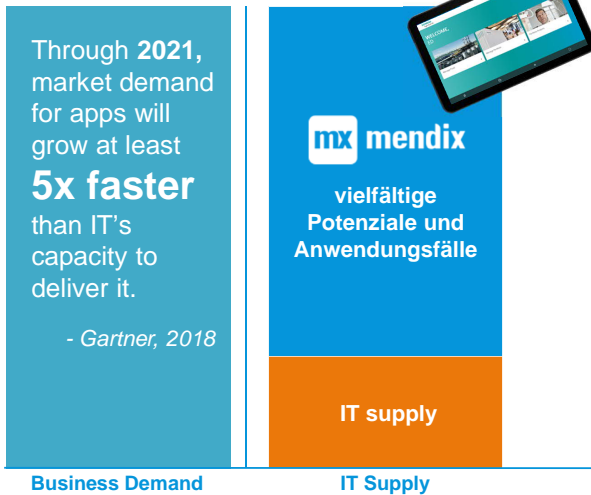 Through 2021,
market demand
for apps will
grow at least
5x faster
than IT's
capacity to
deliver it.
- Gartner, 2018
WELCOME,
mx mendix
vielfältige
Potenziale und
Anwendungsfälle
IT supply
Business Demand
IT Supply